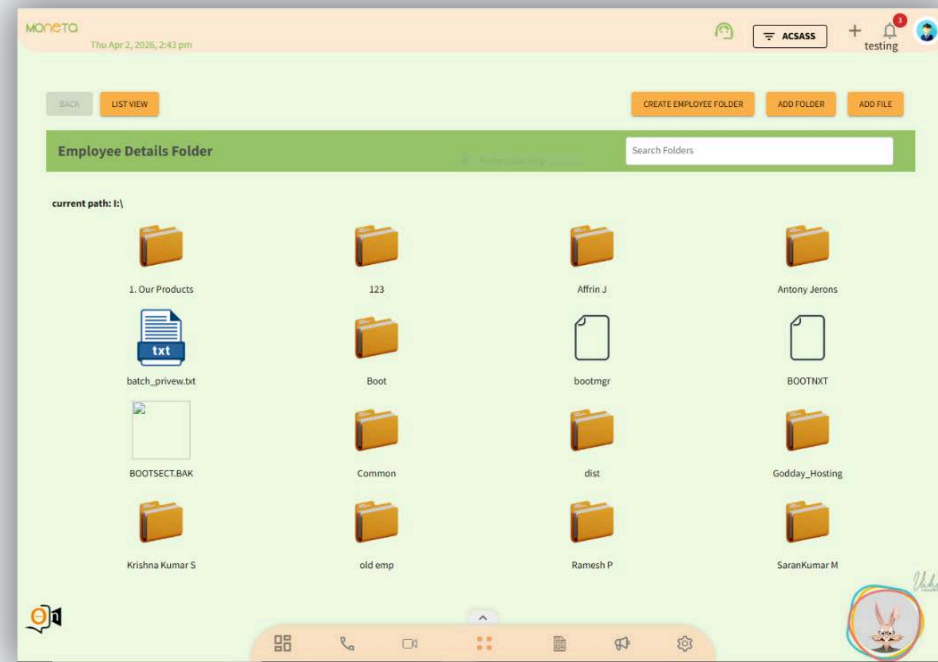 MONETA
Thu Apr 2, 2026, 2:43 pm
ACSASS
3
testing
BACK
LIST VIEW
CREATE EMPLOYEE FOLDER
ADD FOLDER
ADD FILE
Employee Details Folder
Search Folders
current path: I:\
1. Our Products
123
Affrin J
Antony Jerons
txt
batch_privew.txt
Boot
bootmgr
BOOTNXT
BOOTSECT.BAK
Common
dist
Godday_Hosting
Krishna Kumar S
old emp
Ramesh P
SaranKumar M
On